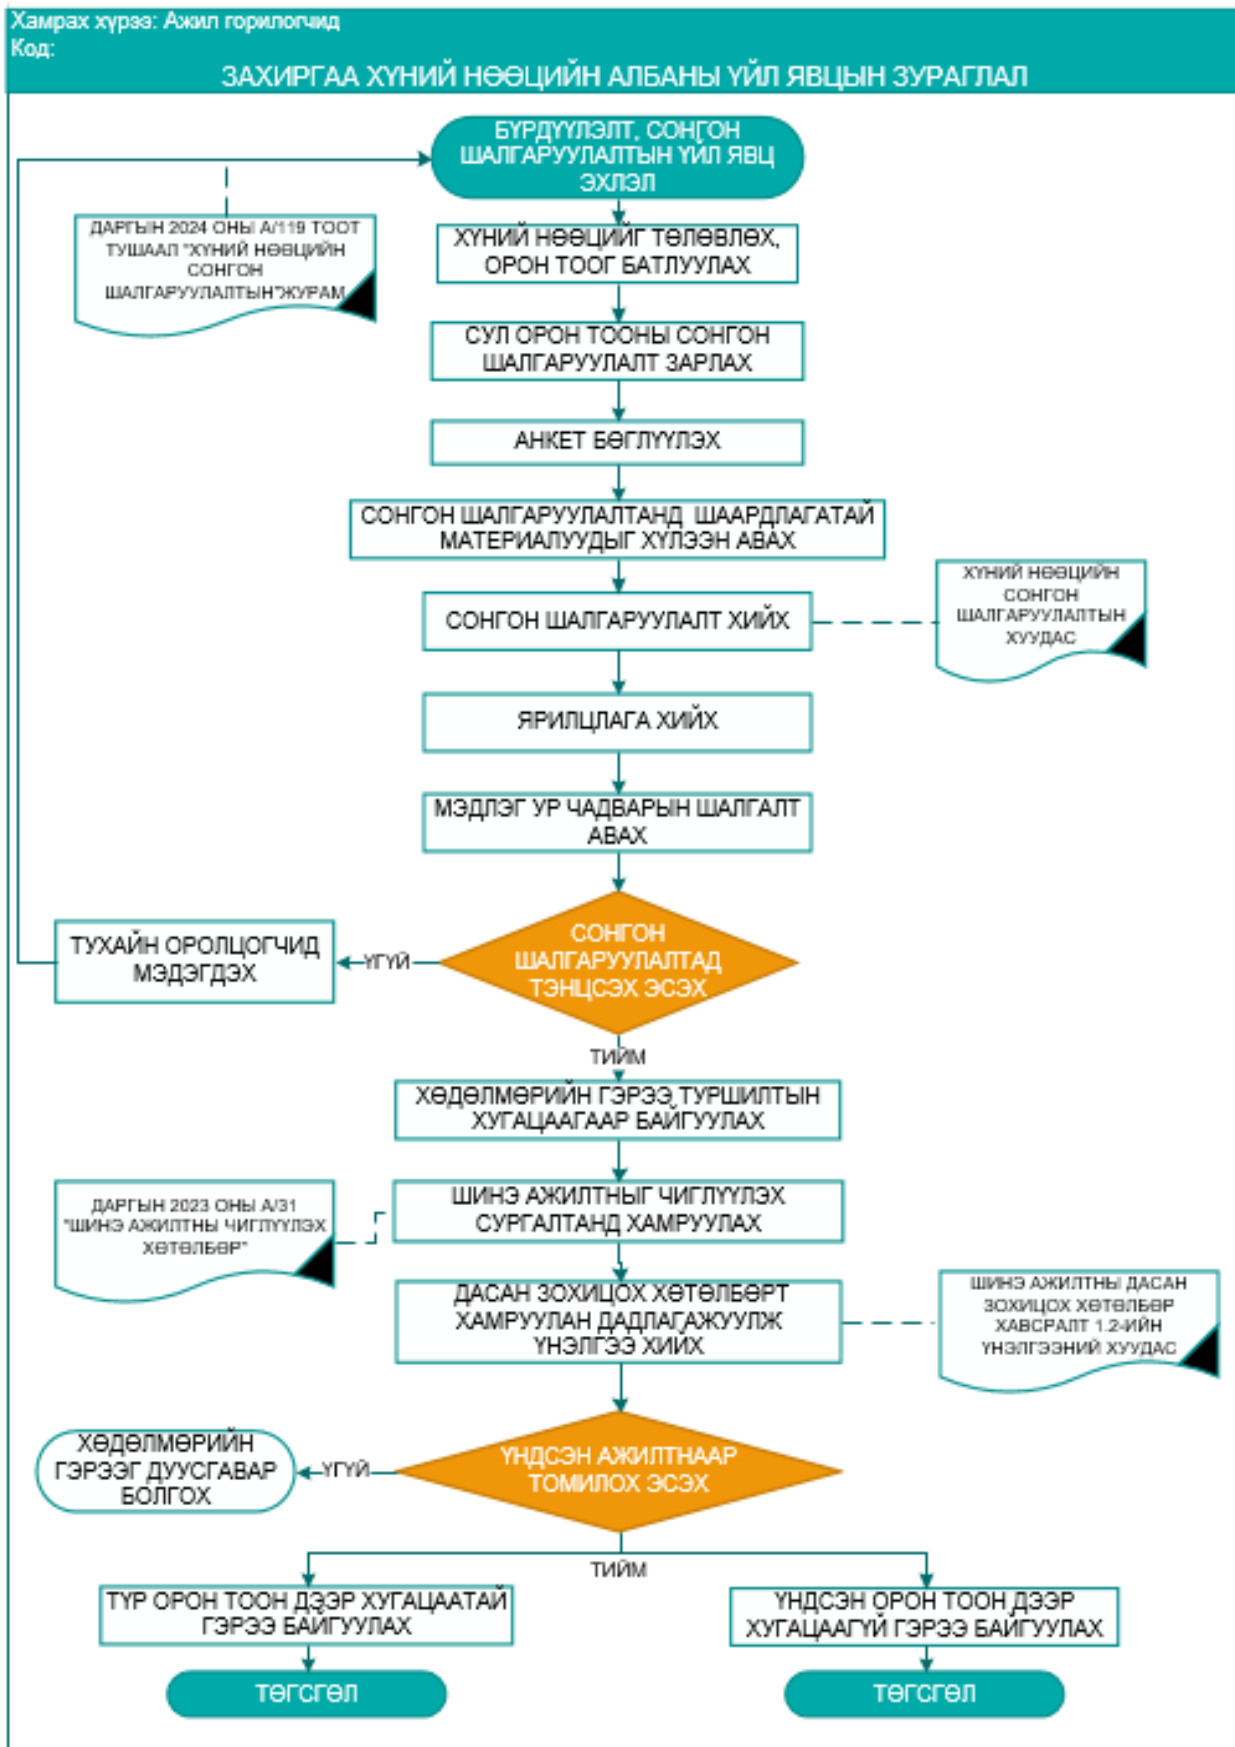 Хамрах хүрээ: Ажил горилогчид
Код:
ЗАХИРГАА ХҮНИЙ НӨӨЦИЙН АЛБАНЫ ҮЙЛ ЯВЦЫН ЗУРАГЛАЛ
БҮРДҮҮЛЭЛТ, СОНГОН
ШАЛГАРУУЛАЛТЫН ҮЙЛ ЯВЦ
ЭХЛЭЛ
ДАРГЫН 2024 ОНЫ А/119 ТООТ
ТУШААЛ "ХҮНИЙ НӨӨЦИЙН
СОНГОН
ШАЛГАРУУЛАЛТЫН"ЖУРАМ
ХҮНИЙ НӨӨЦИЙГ ТӨЛӨВЛӨХ,
ОРОН ТООГ БАТЛУУЛАХ
СУЛ ОРОН ТООНЫ СОНГОН
ШАЛГАРУУЛАЛТ ЗАРЛАХ
АНКЕТ БӨГЛҮҮЛЭХ
СОНГОН ШАЛГАРУУЛАЛТАНД ШААРДЛАГАТАЙ
МАТЕРИАЛУУДЫГ ХҮЛЭЭН АВАХ
СОНГОН ШАЛГАРУУЛАЛТ ХИЙХ
ХҮНИЙ НӨӨЦИЙН
СОНГОН
ШАЛГАРУУЛАЛТЫН
ХУУДАС
ЯРИЛЦЛАГА ХИЙХ
МЭДЛЭГ УР ЧАДВАРЫН ШАЛГАЛТ
АВАХ
СОНГОН
ШАЛГАРУУЛАЛТАД
ТЭНЦСЭХ ЭСЭХ
ҮГҮЙ
ТУХАЙН ОРОЛЦОГЧИД
МЭДЭГДЭХ
ТИЙМ
ХӨДӨЛМӨРИЙН ГЭРЭЭ ТУРШИЛТЫН
ХУГАЦААГААР БАЙГУУЛАХ
ШИНЭ АЖИЛТНЫГ ЧИГЛҮҮЛЭХ
СУРГАЛТАНД ХАМРУУЛАХ
ДАРГЫН 2023 ОНЫ А/31
"ШИНЭ АЖИЛТНЫ ЧИГЛҮҮЛЭХ
ХӨТӨЛБӨР"
ДАСАН ЗОХИЦОХ ХӨТӨЛБӨРТ
ХАМРУУЛАН ДАДЛАГАЖУУЛЖ
ҮНЭЛГЭЭ ХИЙХ
ШИНЭ АЖИЛТНЫ ДАСАН
ЗОХИЦОХ ХӨТӨЛБӨР
ХАВСРАЛТ 1.2-ИЙН
ҮНЭЛГЭЭНИЙ ХУУДАС
ҮНДСЭН АЖИЛТНААР
ТОМИЛОХ ЭСЭХ
ҮГҮЙ
ХӨДӨЛМӨРИЙН
ГЭРЭЭГ ДУУСГАВАР
БОЛГОХ
ТИЙМ
ТҮР ОРОН ТООН ДЭЭР ХУГАЦААТАЙ
ГЭРЭЭ БАЙГУУЛАХ
ҮНДСЭН ОРОН ТООН ДЭЭР
ХУГАЦААГҮЙ ГЭРЭЭ БАЙГУУЛАХ
ТӨГСГӨЛ
ТӨГСГӨЛ